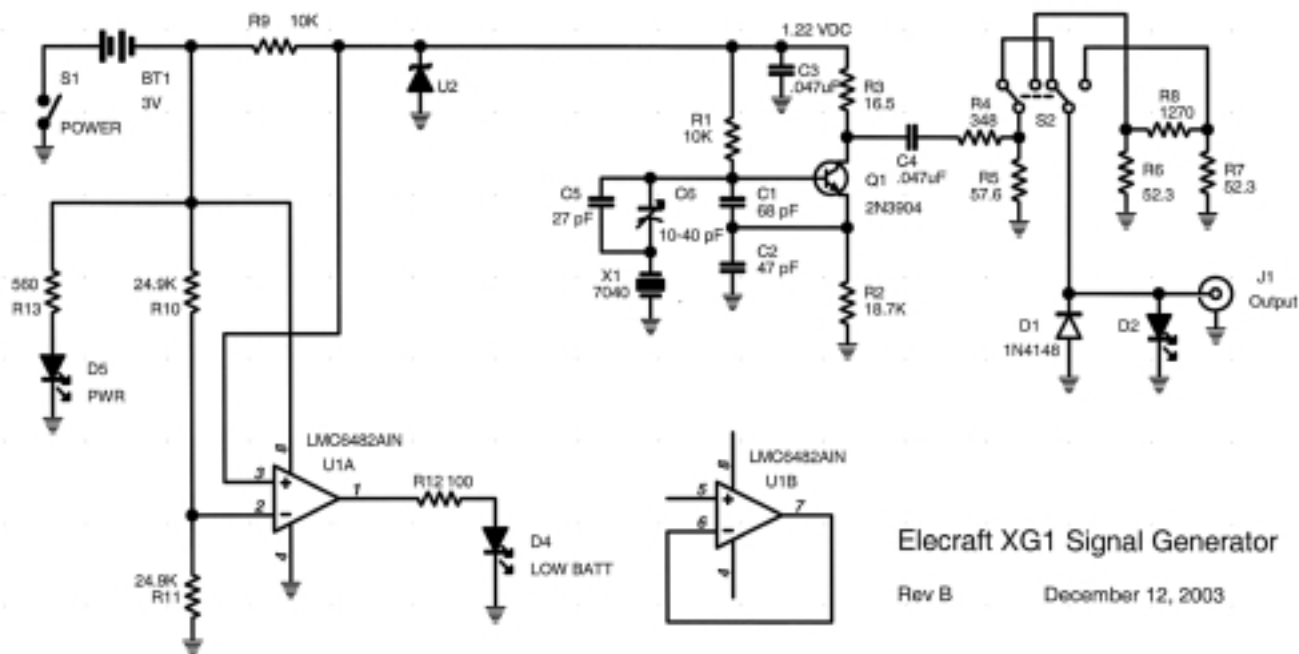 R9 10K
1.22 VDC
S1
BT1
3V
POWER
U2
C3
.047uF
R3
16.5
R1
10K
R4
348
S2
R8
1270
C4
.047uF
R5
57.6
R6
52.3
R7
52.3
C5
27 pF
C6
10-40 pF
C1
68 pF
Q1
2N3904
C2
47 pF
X1
7040
R2
18.7K
560
R13
24.9K
R10
D5
PWR
D1
1N4148
D2
J1
Output
LMC6482AIN
U1A
8
3
+
2
-
1
4
R12 100
D4
LOW BATT
LMC6482AIN
U1B
8
5
+
6
-
7
4
24.9K
R11
Elecraft XG1 Signal Generator
Rev B December 12, 2003